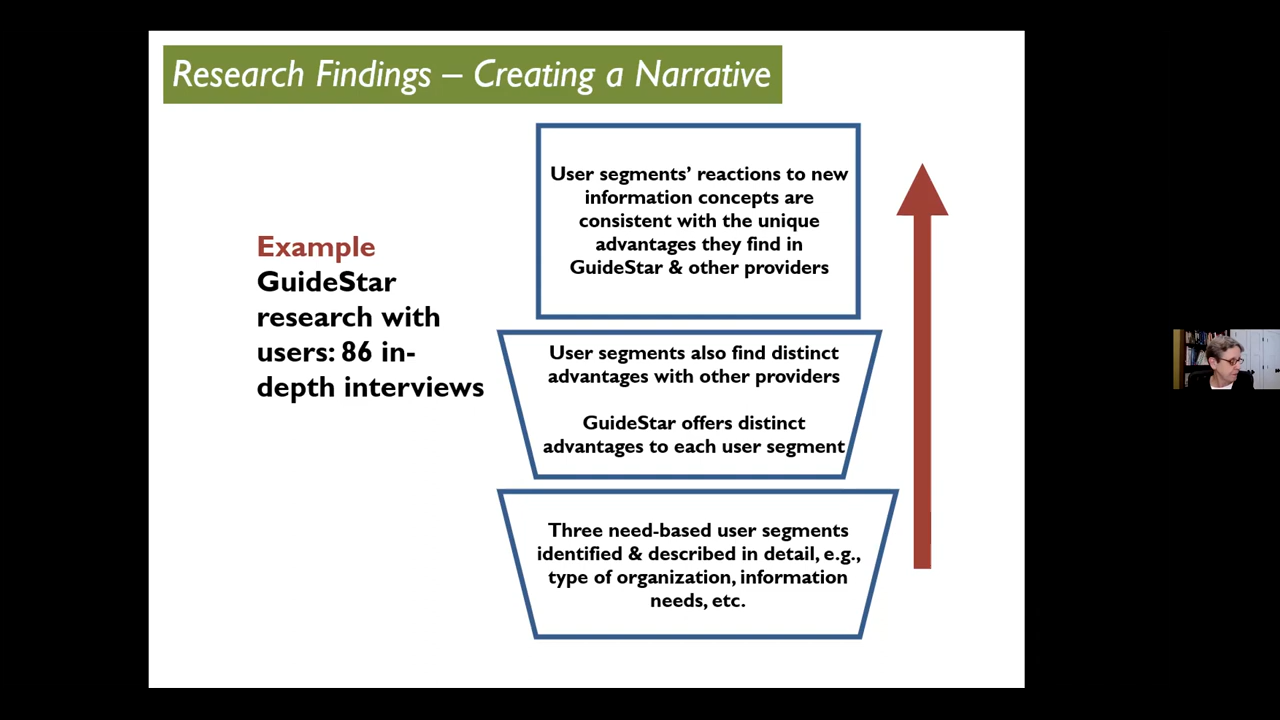 Research Findings – Creating a Narrative
Example
GuideStar
research with
users: 86 in-
depth interviews
User segments’ reactions to new
information concepts are
consistent with the unique
advantages they find in
GuideStar & other providers
User segments also find distinct
advantages with other providers
GuideStar offers distinct
advantages to each user segment
Three need-based user segments
identified & described in detail, e.g.,
type of organization, information
needs, etc.